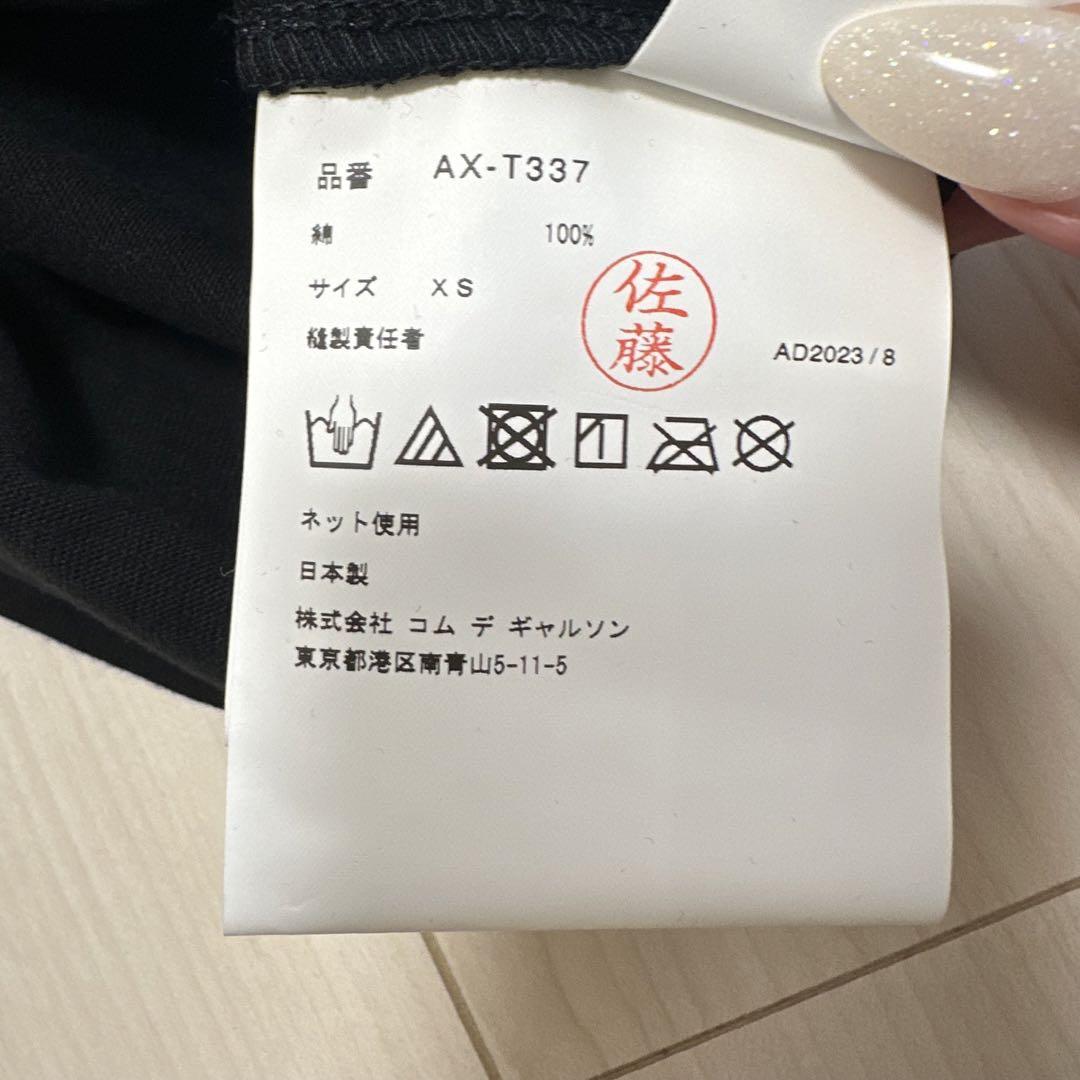 品番 AX-T337
綿 100%
サイズ XS
縫製責任者 佐藤 AD2023/8
ネット使用
日本製
株式会社 コム デ ギャルソン
東京都港区南青山5-11-5